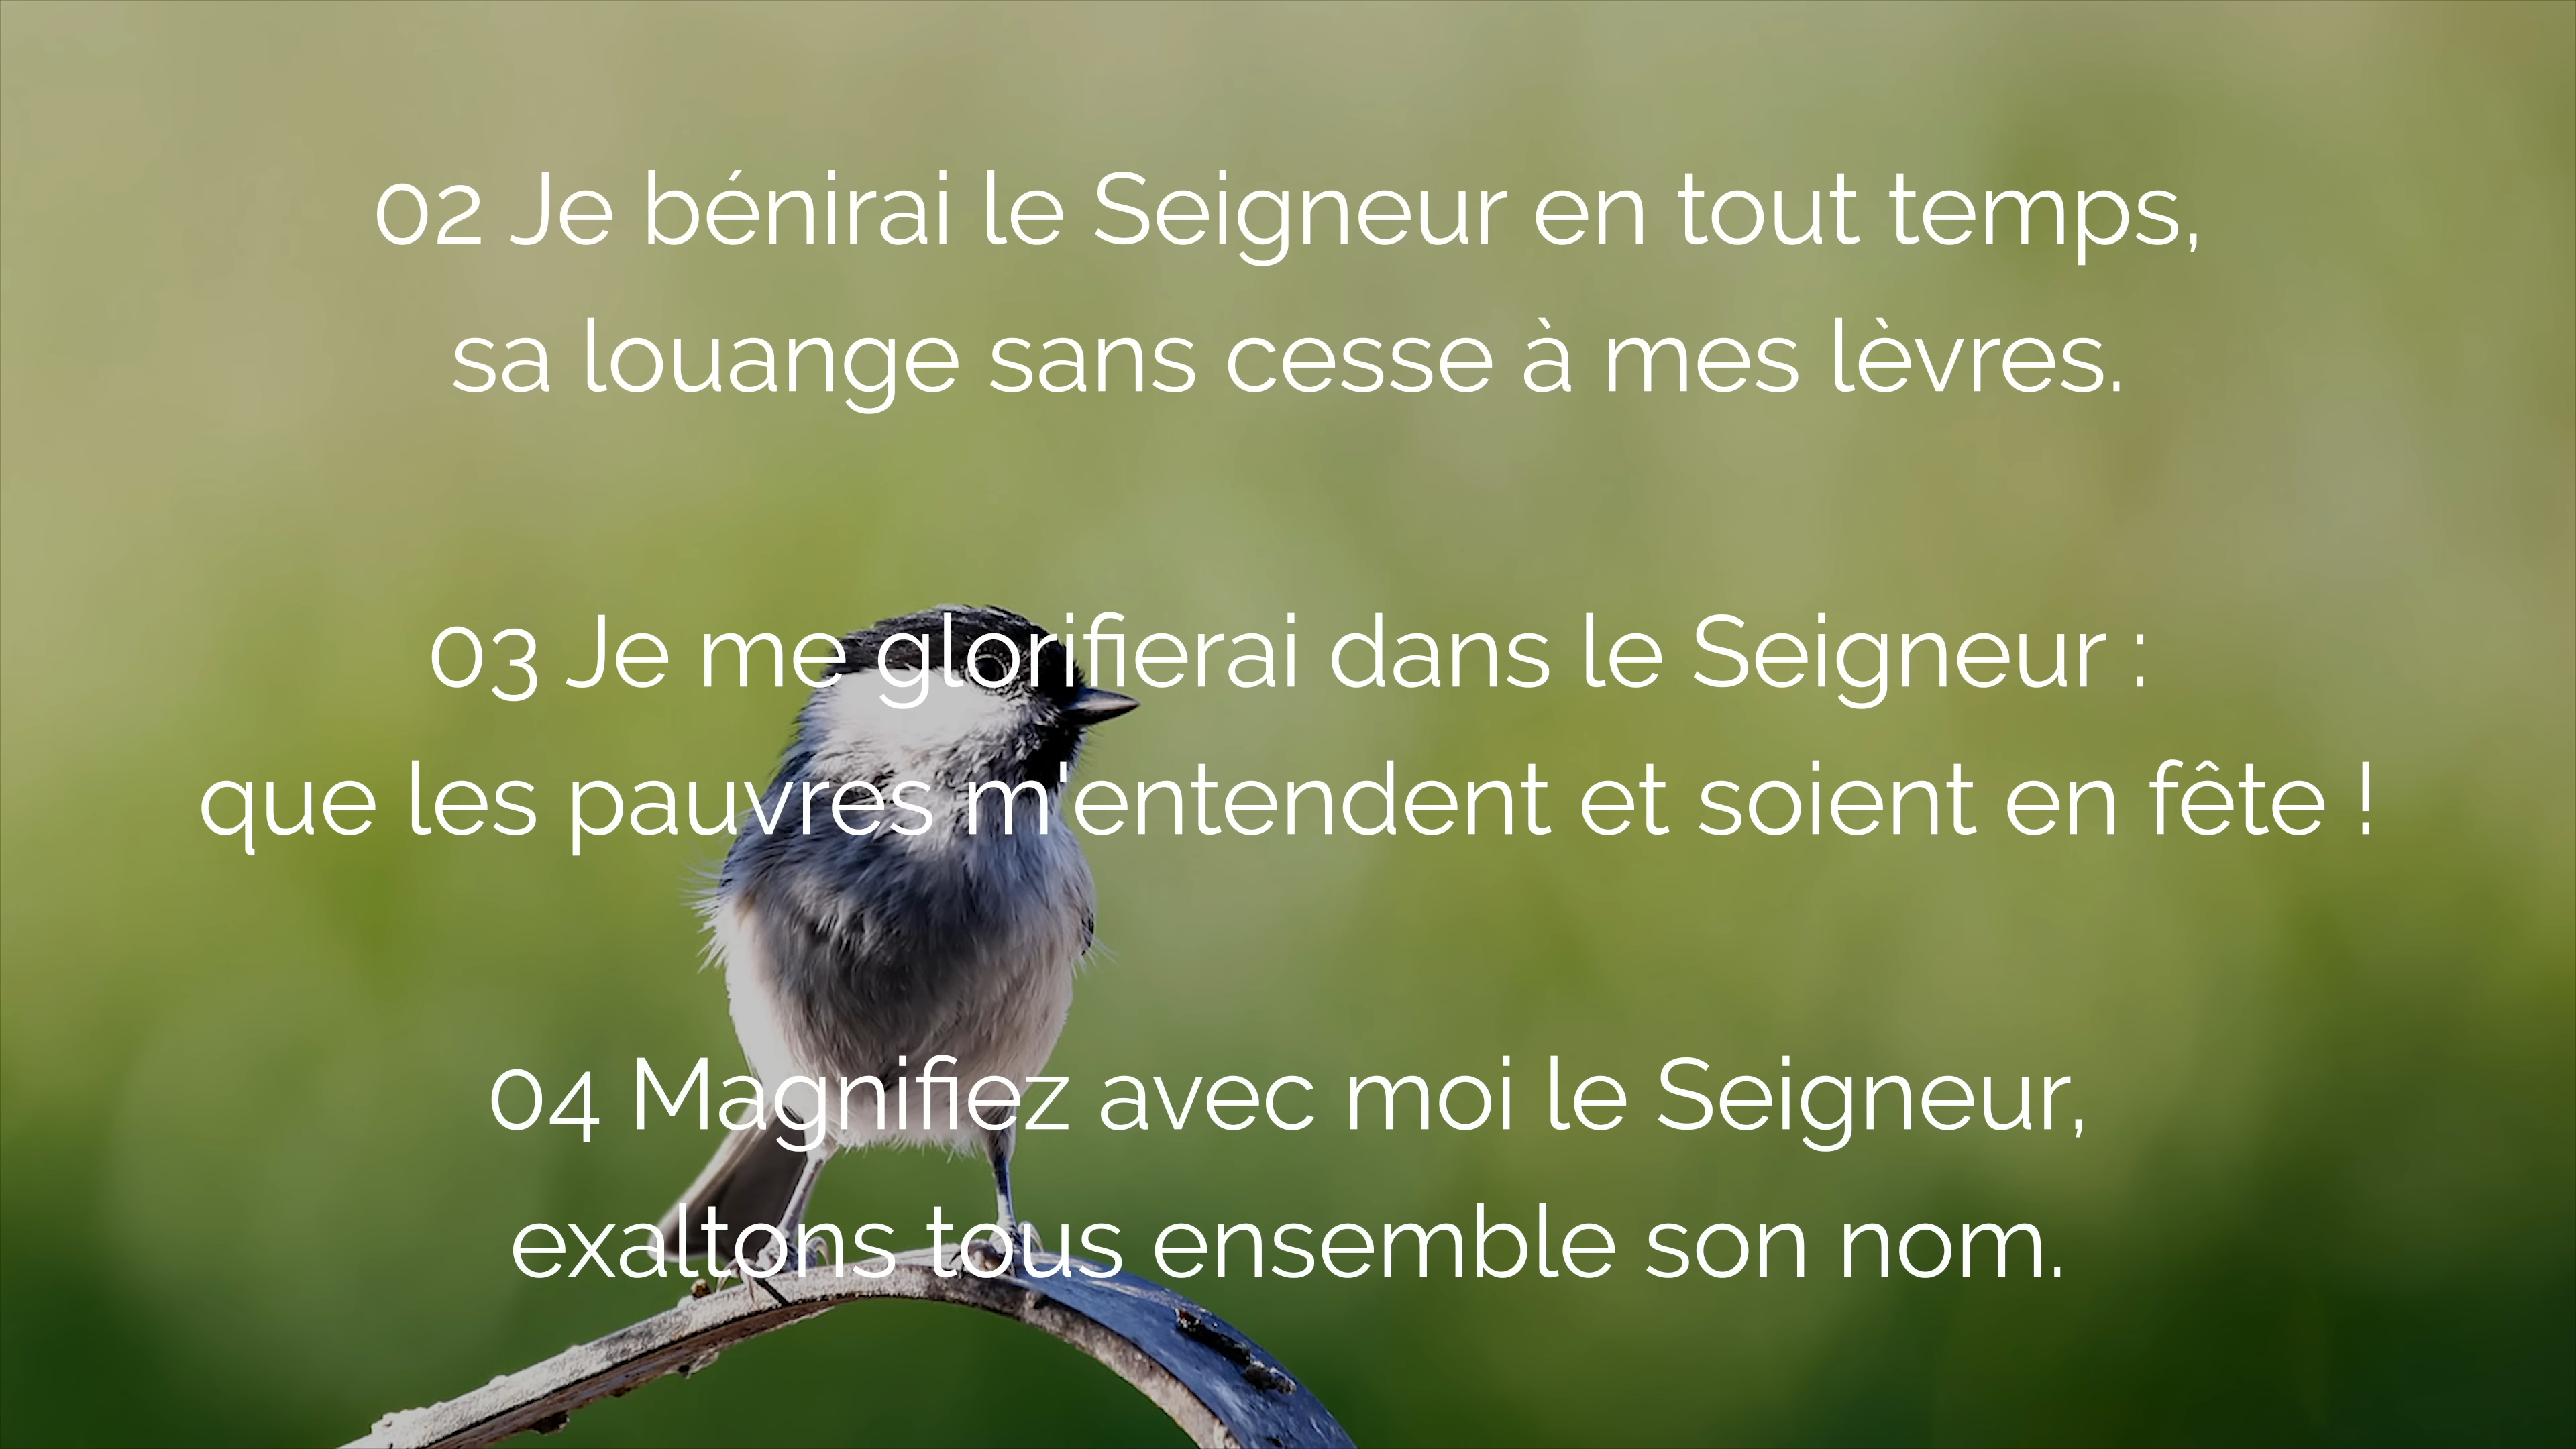 02 Je bénirai le Seigneur en tout temps,
sa louange sans cesse à mes lèvres.
03 Je me glorifierai dans le Seigneur :
que les pauvres m'entendent et soient en fête !
04 Magnifiez avec moi le Seigneur,
exaltons tous ensemble son nom.